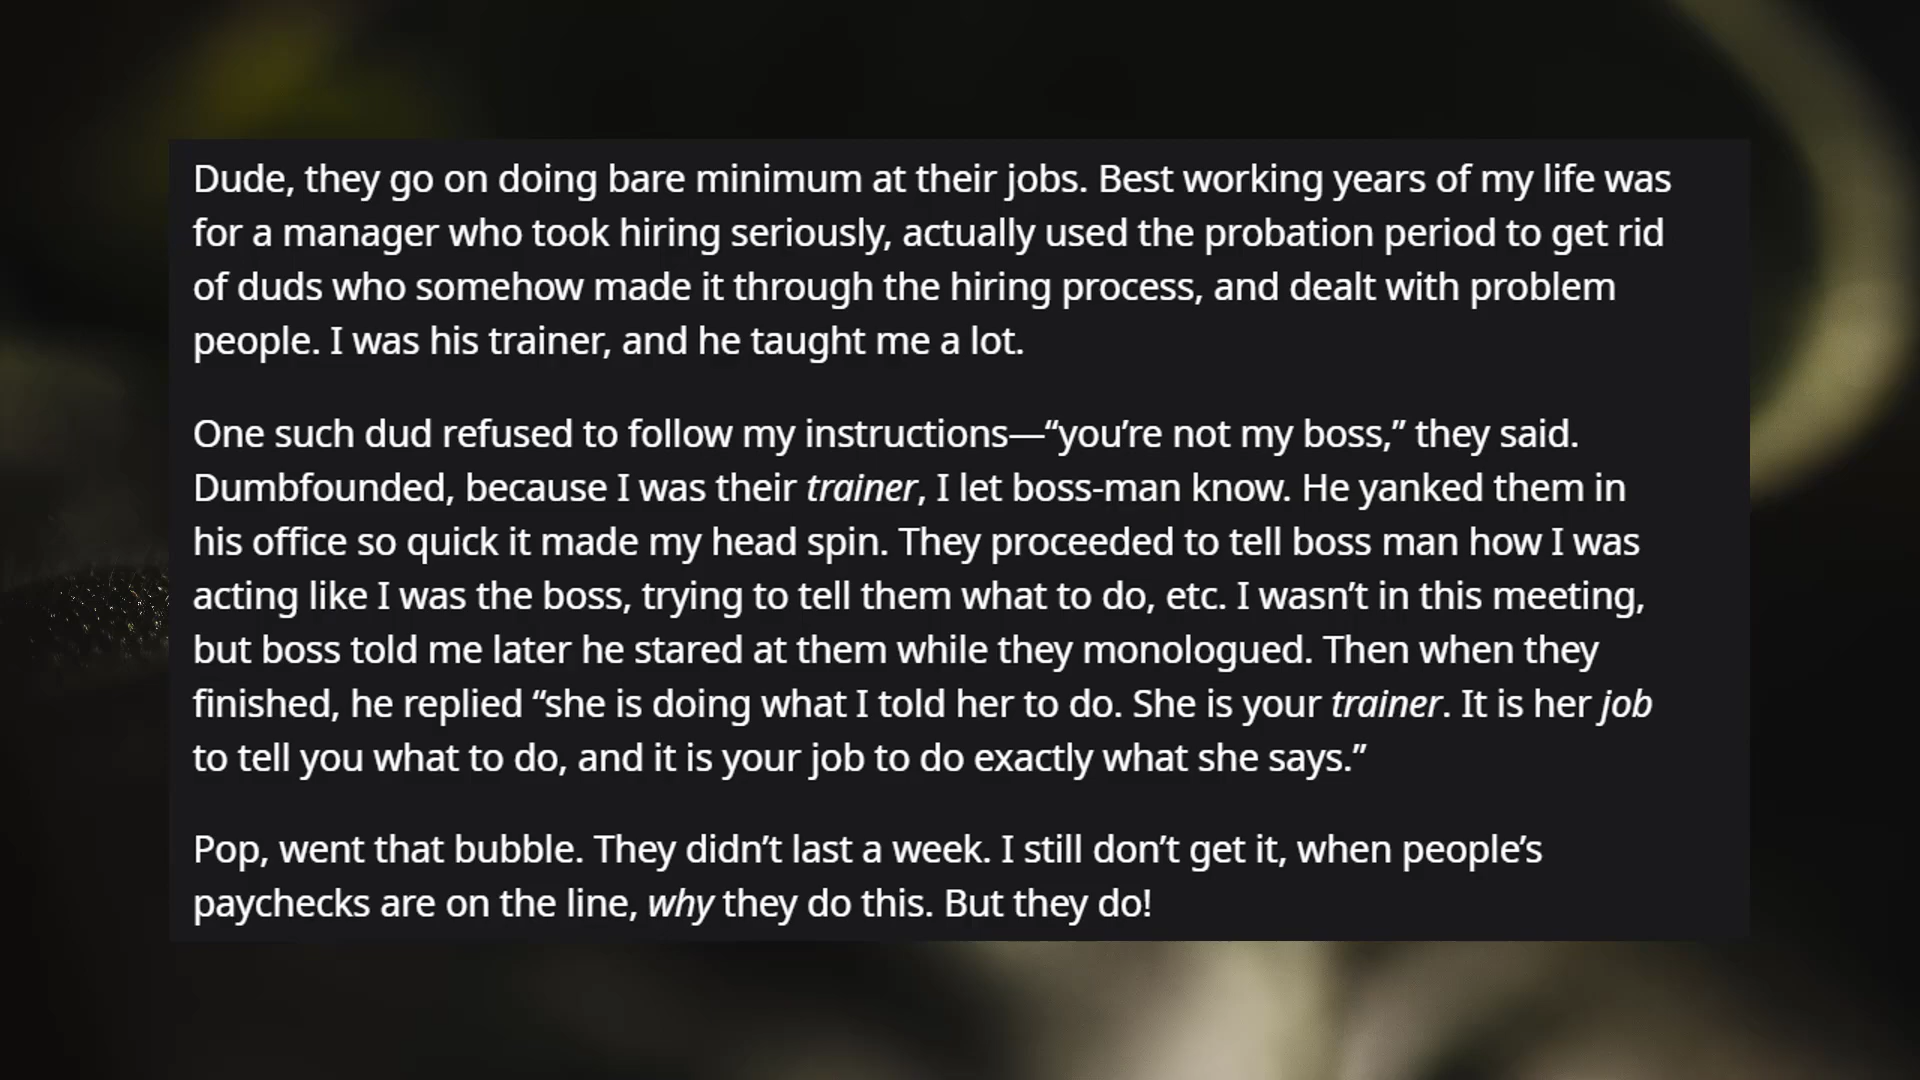 Dude, they go on doing bare minimum at their jobs. Best working years of my life was
for a manager who took hiring seriously, actually used the probation period to get rid
of duds who somehow made it through the hiring process, and dealt with problem
people. I was his trainer, and he taught me a lot.
One such dud refused to follow my instructions—“you’re not my boss,” they said.
Dumbfounded, because I was their trainer, I let boss-man know. He yanked them in
his office so quick it made my head spin. They proceeded to tell boss man how I was
acting like I was the boss, trying to tell them what to do, etc. I wasn’t in this meeting,
but boss told me later he stared at them while they monologued. Then when they
finished, he replied “she is doing what I told her to do. She is your trainer. It is her job
to tell you what to do, and it is your job to do exactly what she says.”
Pop, went that bubble. They didn’t last a week. I still don’t get it, when people’s
paychecks are on the line, why they do this. But they do!